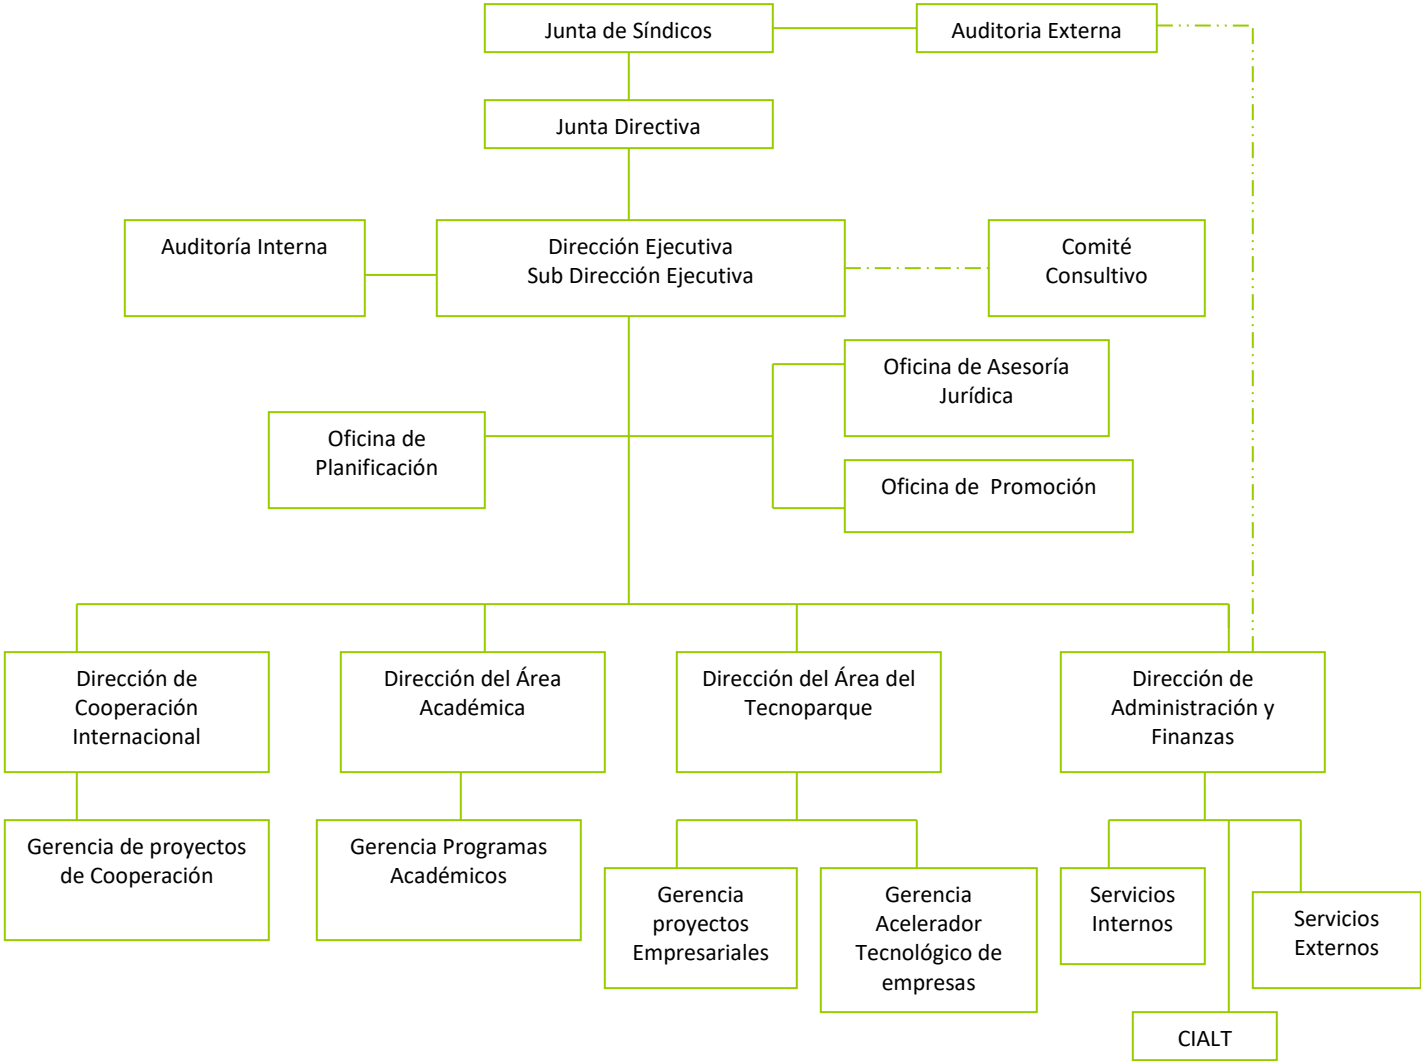 Junta de Síndicos
Auditoria Externa
Junta Directiva
Auditoría Interna
Dirección Ejecutiva
Sub Dirección Ejecutiva
Comité
Consultivo
Oficina de Asesoría
Jurídica
Oficina de
Planificación
Oficina de  Promoción
Dirección de
Cooperación
Internacional
Dirección del Área
Académica
Dirección del Área del
Tecnoparque
Dirección de
Administración y
Finanzas
Gerencia de proyectos
de Cooperación
Gerencia Programas
Académicos
Gerencia
proyectos
Empresariales
Gerencia
Acelerador
Tecnológico de
empresas
Servicios
Internos
Servicios
Externos
CIALT